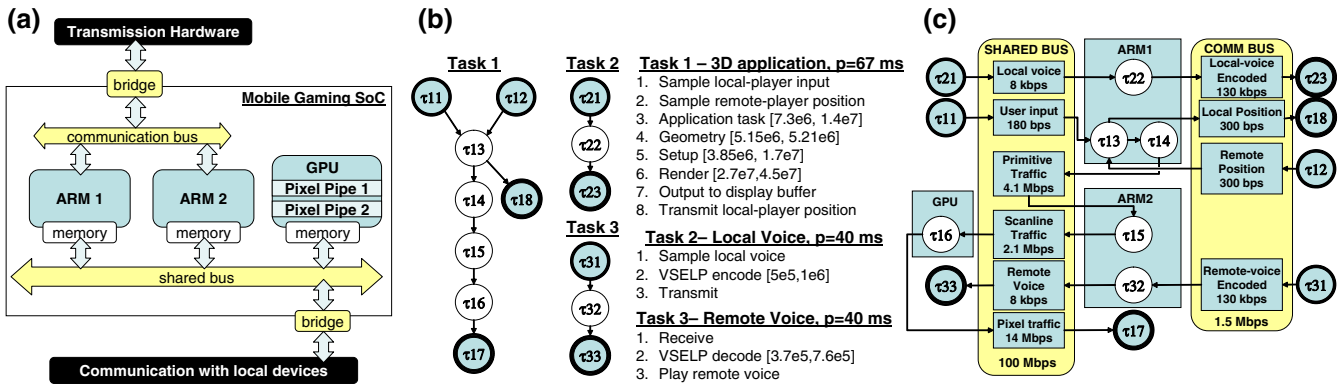 (a)
Transmission Hardware
bridge
Mobile Gaming SoC
communication bus
GPU
Pixel Pipe 1
Pixel Pipe 2
ARM 1
ARM 2
memory
memory
memory
shared bus
bridge
Communication with local devices
(b)
Task 1
τ11
τ12
τ13
τ14
τ18
τ15
τ16
τ17
Task 2
τ21
τ22
τ23
Task 3
τ31
τ32
τ33
Task 1 – 3D application, p=67 ms
1. Sample local-player input
2. Sample remote-player position
3. Application task [7.3e6, 1.4e7]
4. Geometry [5.15e6, 5.21e6]
5. Setup [3.85e6, 1.7e7]
6. Render [2.7e7,4.5e7]
7. Output to display buffer
8. Transmit local-player position
Task 2– Local Voice, p=40 ms
1. Sample local voice
2. VSELP encode [5e5,1e6]
3. Transmit
Task 3– Remote Voice, p=40 ms
1. Receive
2. VSELP decode [3.7e5,7.6e5]
3. Play remote voice
(c)
SHARED BUS
ARM1
COMM BUS
τ21
Local voice
8 kbps
τ22
Local-voice
Encoded
130 kbps
τ23
τ11
User input
180 bps
τ13
τ14
Local Position
300 bps
τ18
Primitive
Traffic
4.1 Mbps
Remote
Position
300 bps
τ12
GPU
ARM2
τ16
Scanline
Traffic
2.1 Mbps
τ15
τ33
Remote
Voice
8 kbps
τ32
Remote-voice
Encoded
130 kbps
τ31
Pixel traffic
14 Mbps
τ17
1.5 Mbps
100 Mbps